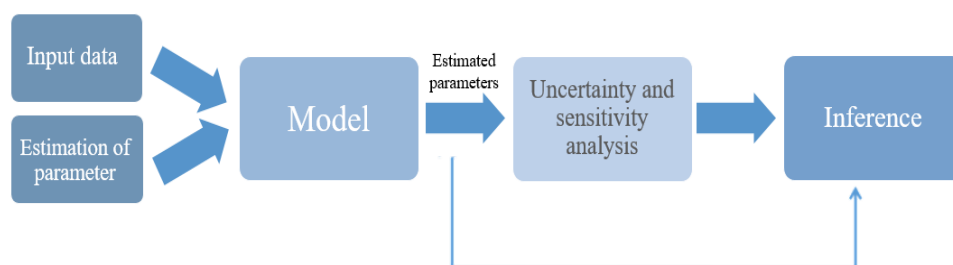 Input data
Estimation of
parameter
Model
Estimated
parameters
Uncertainty and
sensitivity
analysis
Inference